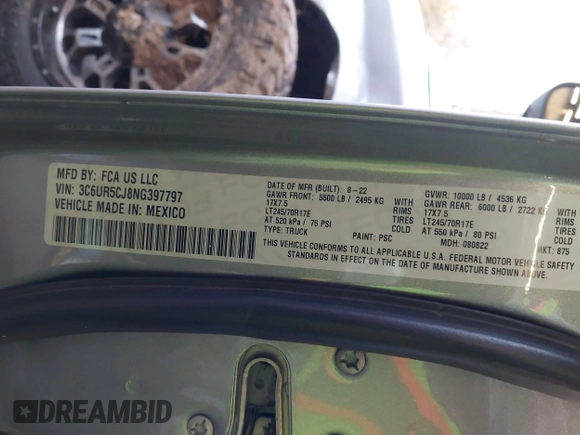 MFD BY: FCA US LLC
VIN: 3C6UR5CJ8NG397797
VEHICLE MADE IN: MEXICO
DATE OF MFR (BUILT): 8-22
GAWR FRONT: 5500 LB / 2495 KG
17X7.5 WITH RIMS
LT245/70R17E TIRES
AT 520 kPa / 75 PSI COLD
TYPE: TRUCK
PAINT: PSC
GVWR: 10000 LB / 4536 KG
GAWR REAR: 6000 LB / 2722 KG
17X7.5 WITH RIMS
LT245/70R17E TIRES
AT 550 kPa / 80 PSI COLD
MDH: 080822
MKT: 875
THIS VEHICLE CONFORMS TO ALL APPLICABLE U.S.A. FEDERAL MOTOR VEHICLE SAFETY
STANDARDS IN EFFECT ON THE DATE OF MANUFACTURE SHOWN ABOVE.
DREAMBID